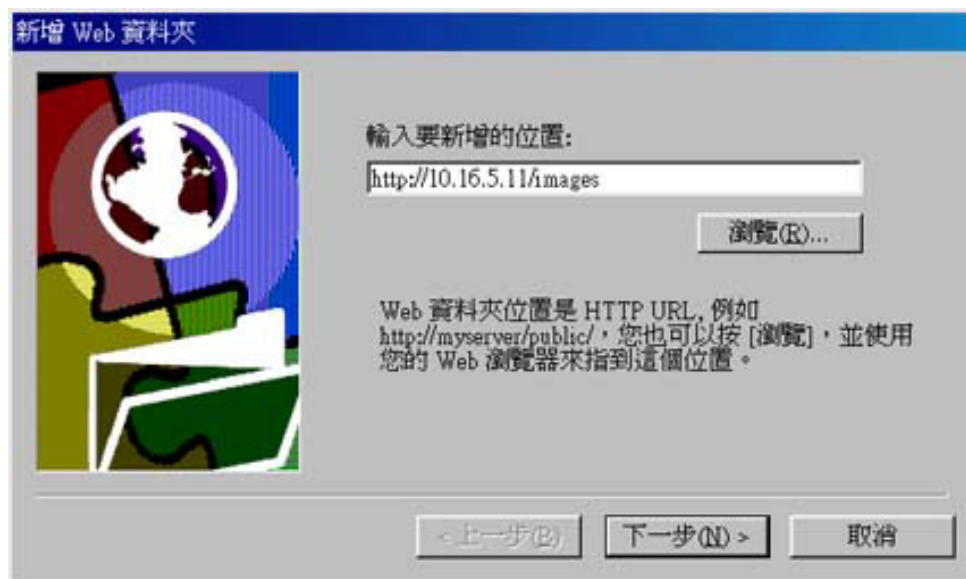 新增 Web 資料夾
輸入要新增的位置:
http://10.16.5.11/images
瀏覽(R)...
Web 資料夾位置是 HTTP URL, 例如
http://myserver/public/，您也可以按 [瀏覽]，並使用
您的 Web 瀏覽器來指到這個位置。
<上一步(B)
下一步(N) >
取消